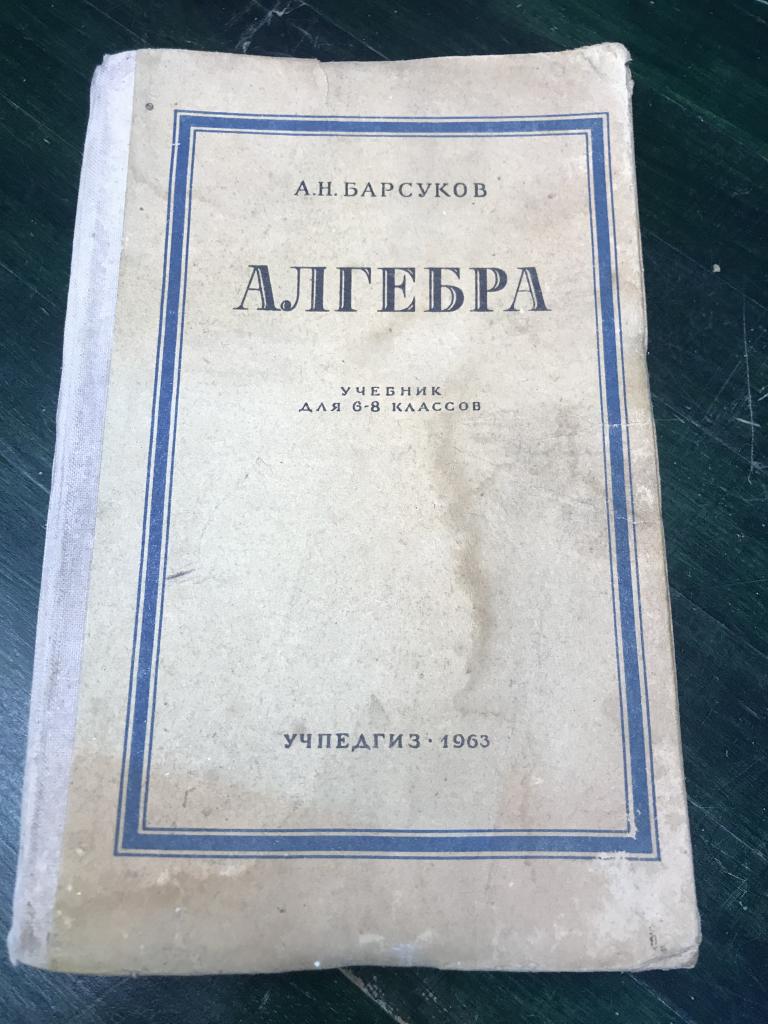 А.Н. БАРСУКОВ
АЛГЕБРА
УЧЕБНИК
ДЛЯ 6-8 КЛАССОВ
УЧПЕДГИЗ · 1963